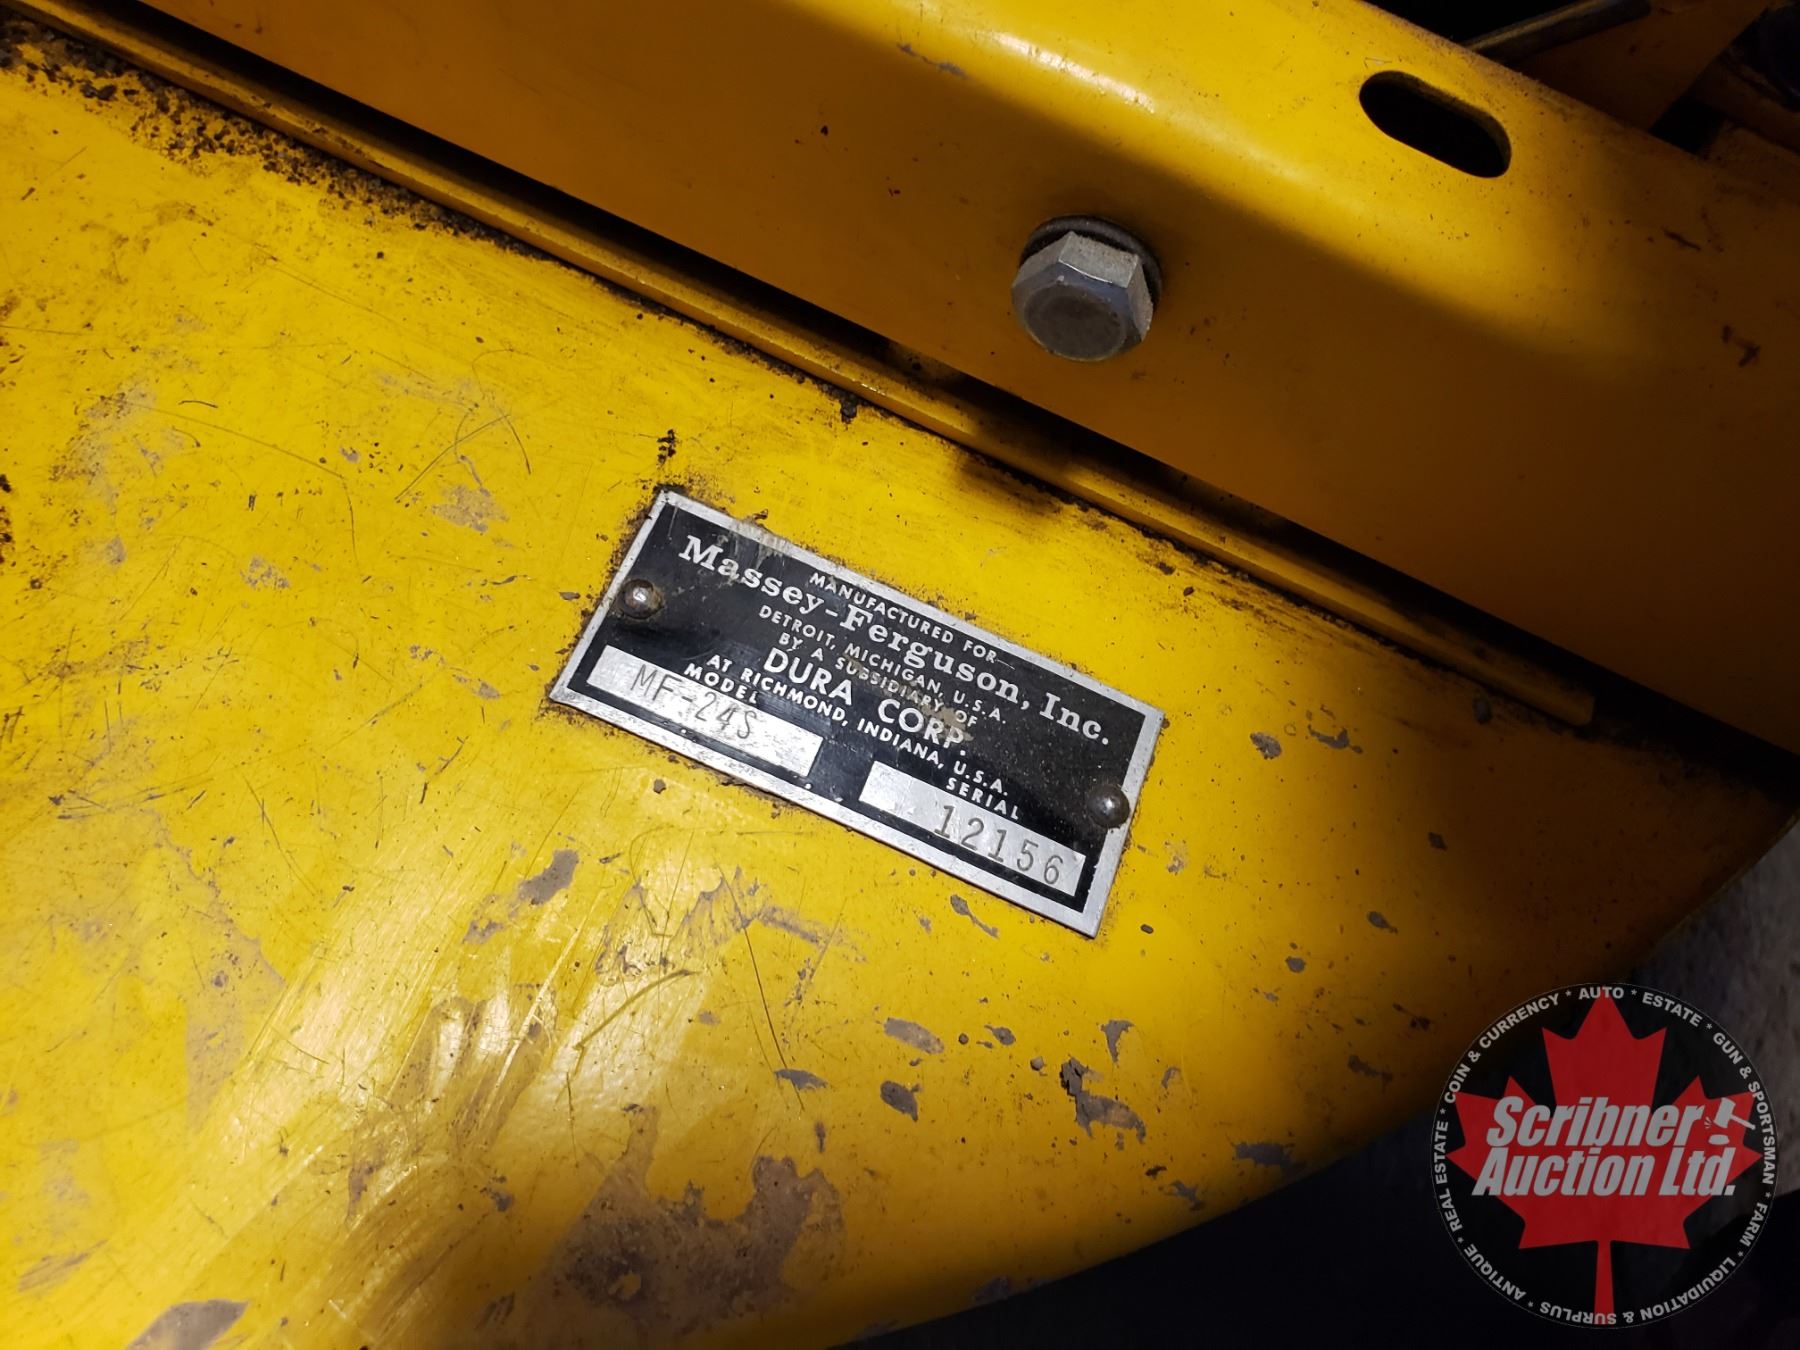 MANUFACTURED FOR
Massey-Ferguson, Inc.
DETROIT, MICHIGAN, U.S.A.
BY A SUBSIDIARY OF
DURA CORP.
AT RICHMOND, INDIANA, U.S.A.
MODEL SERIAL
MF-24S 12156
REAL ESTATE * COIN & CURRENCY * AUTO * ESTATE * GUN & SPORTSMAN * FARM * LIQUIDATION & SURPLUS * ANTIQUE *
Scribner
Auction Ltd.